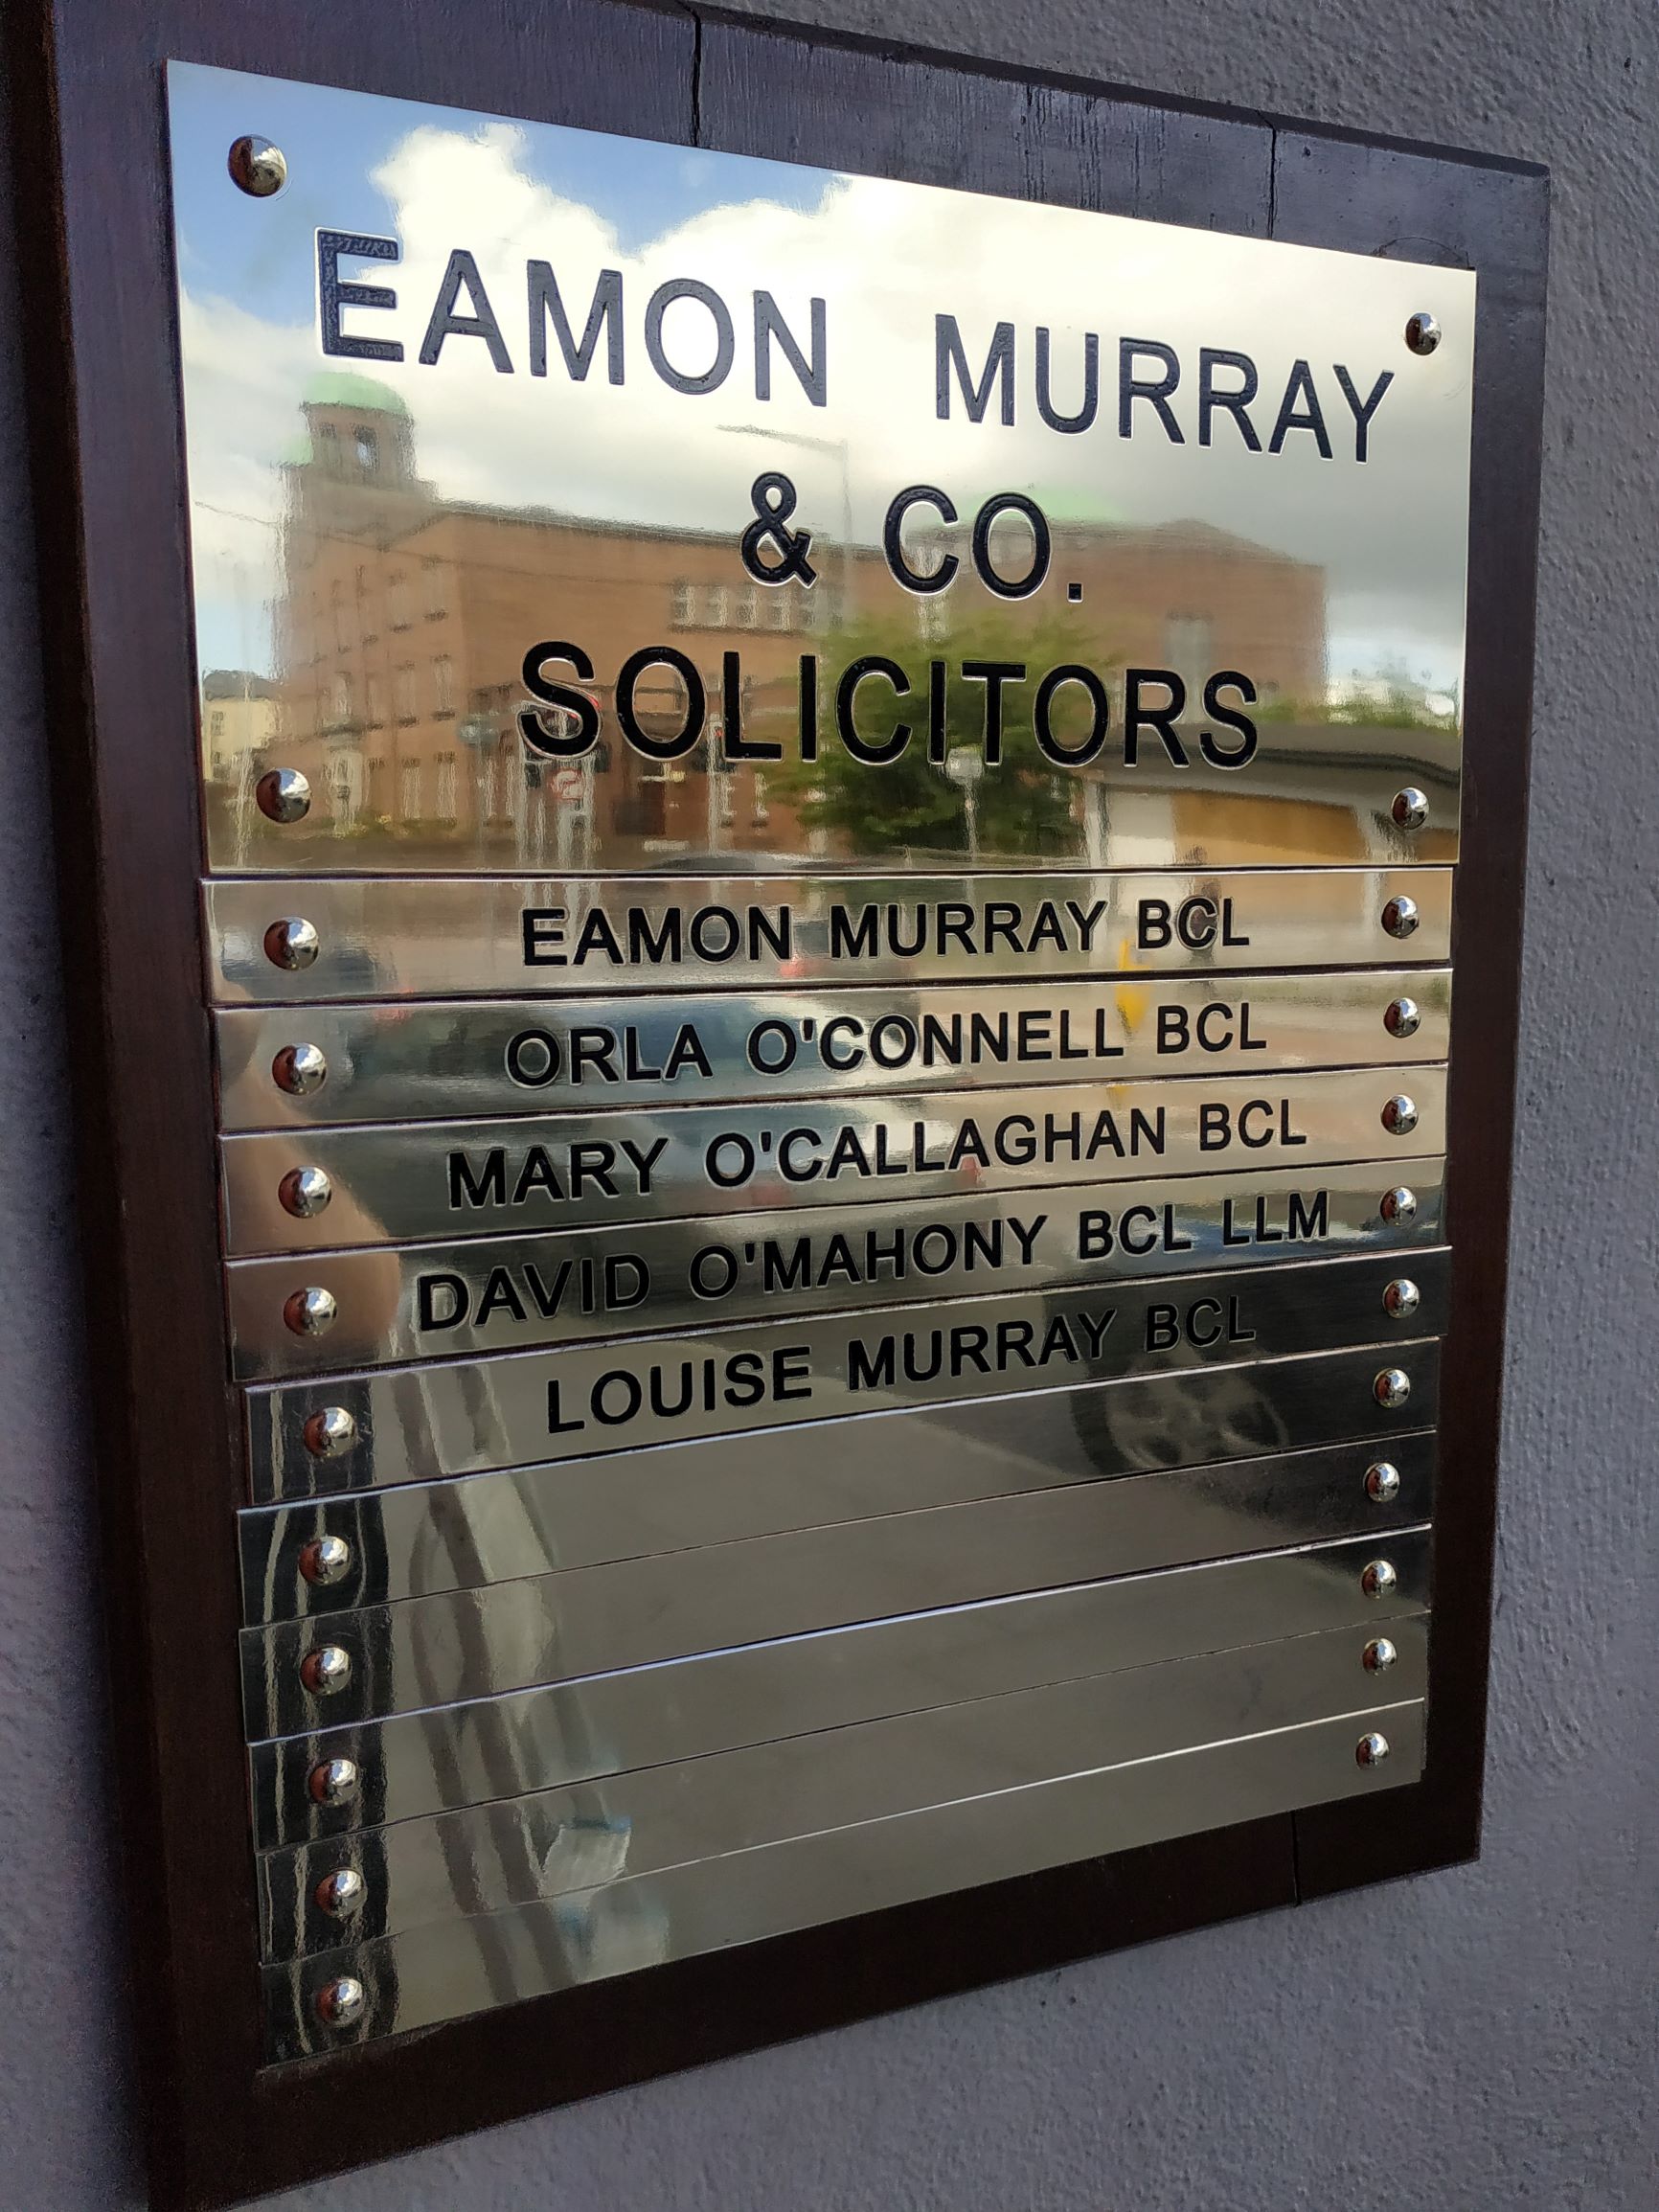 EAMON MURRAY
& CO.
SOLICITORS
EAMON MURRAY BCL
ORLA O'CONNELL BCL
MARY O'CALLAGHAN BCL
DAVID O'MAHONY BCL LLM
LOUISE MURRAY BCL